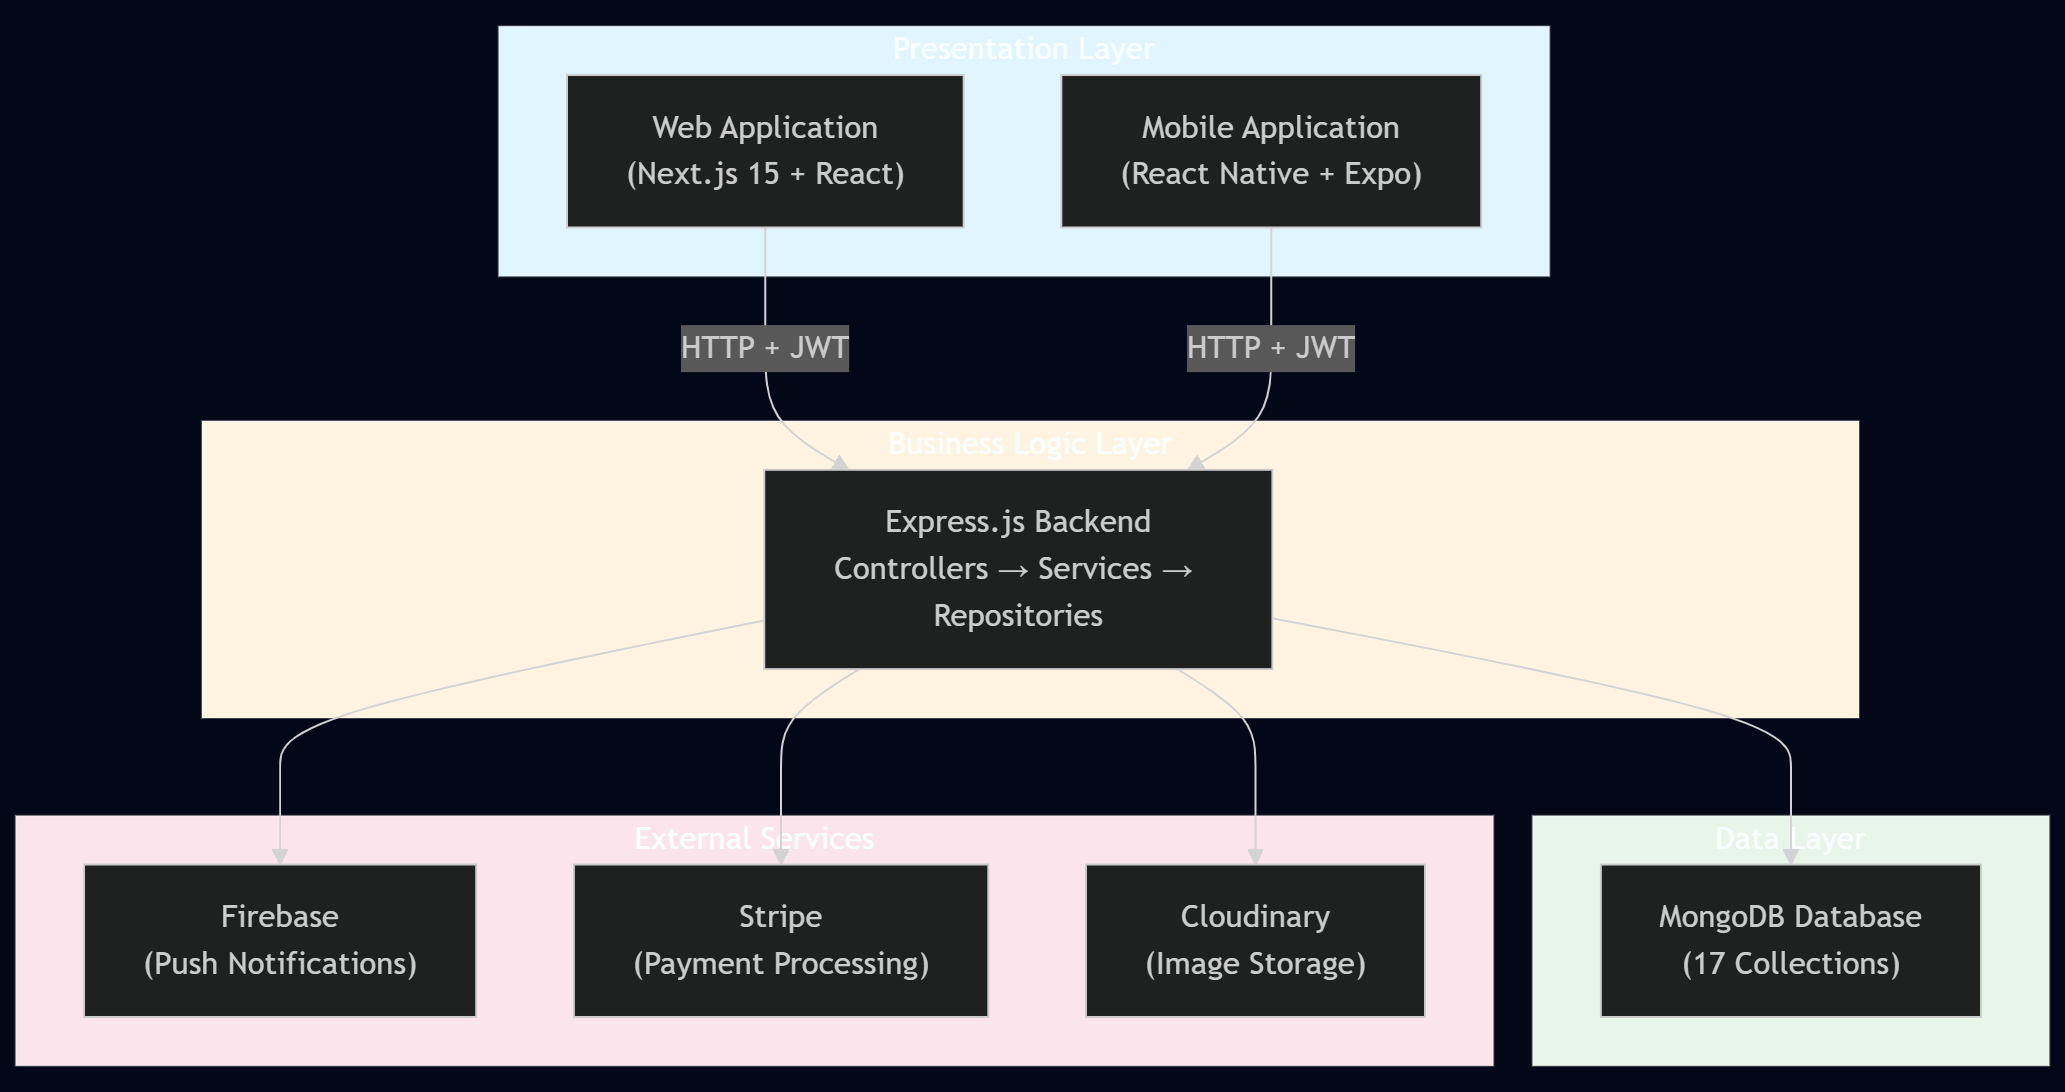 Presentation Layer
Web Application
(Next.js 15 + React)
Mobile Application
(React Native + Expo)
HTTP + JWT
HTTP + JWT
Business Logic Layer
Express.js Backend
Controllers → Services →
Repositories
External Services
Firebase
(Push Notifications)
Stripe
(Payment Processing)
Cloudinary
(Image Storage)
Data Layer
MongoDB Database
(17 Collections)